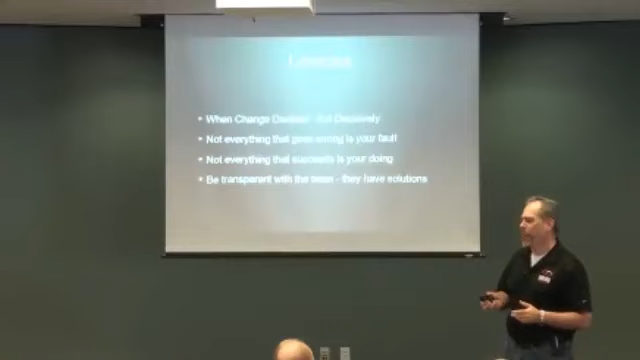 Lessons
When Change Decisively
Not everything that goes wrong is your fault
Not everything that succeeds is your doing
Be transparent with the team - they have solutions